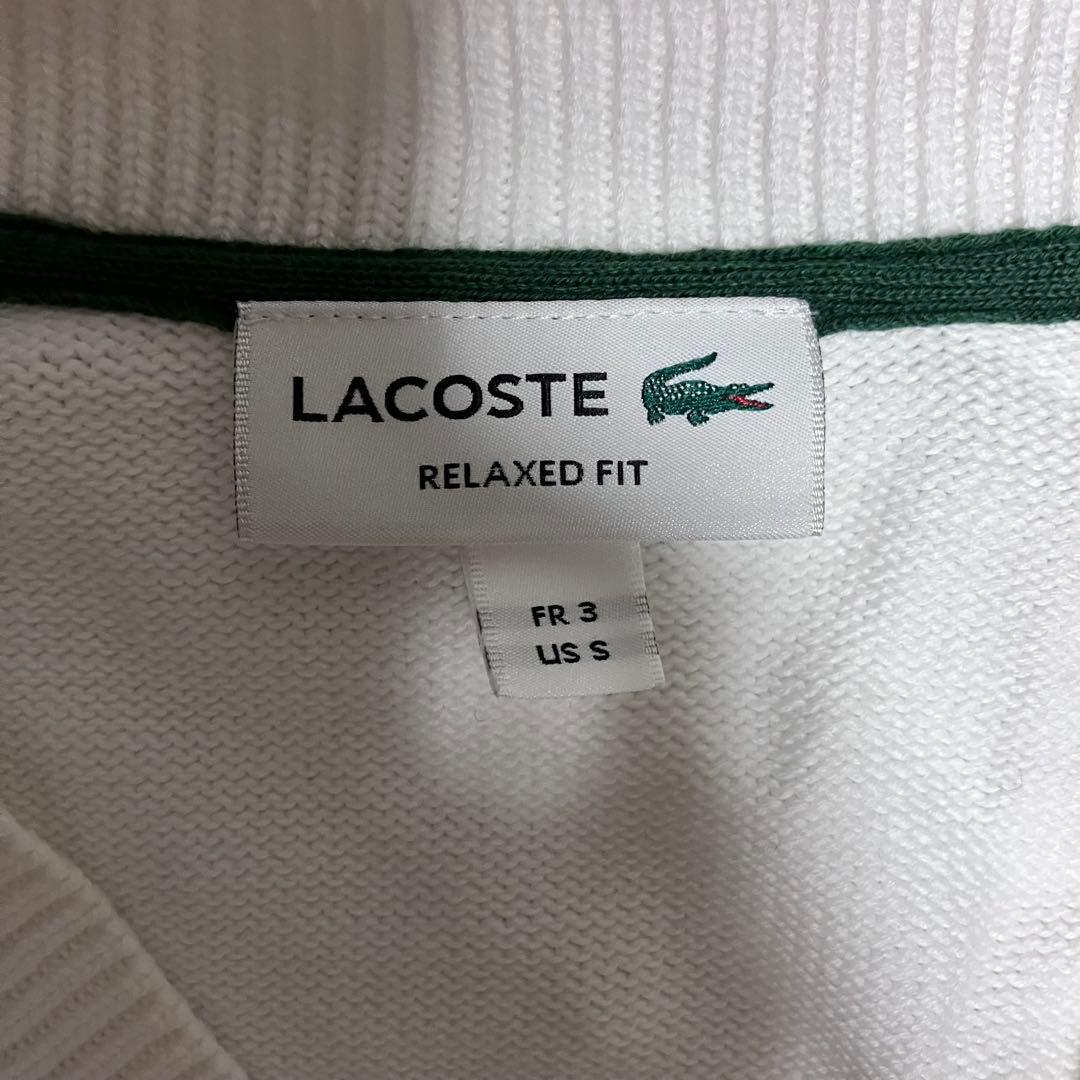 LACOSTE
RELAXED FIT
FR 3
US S